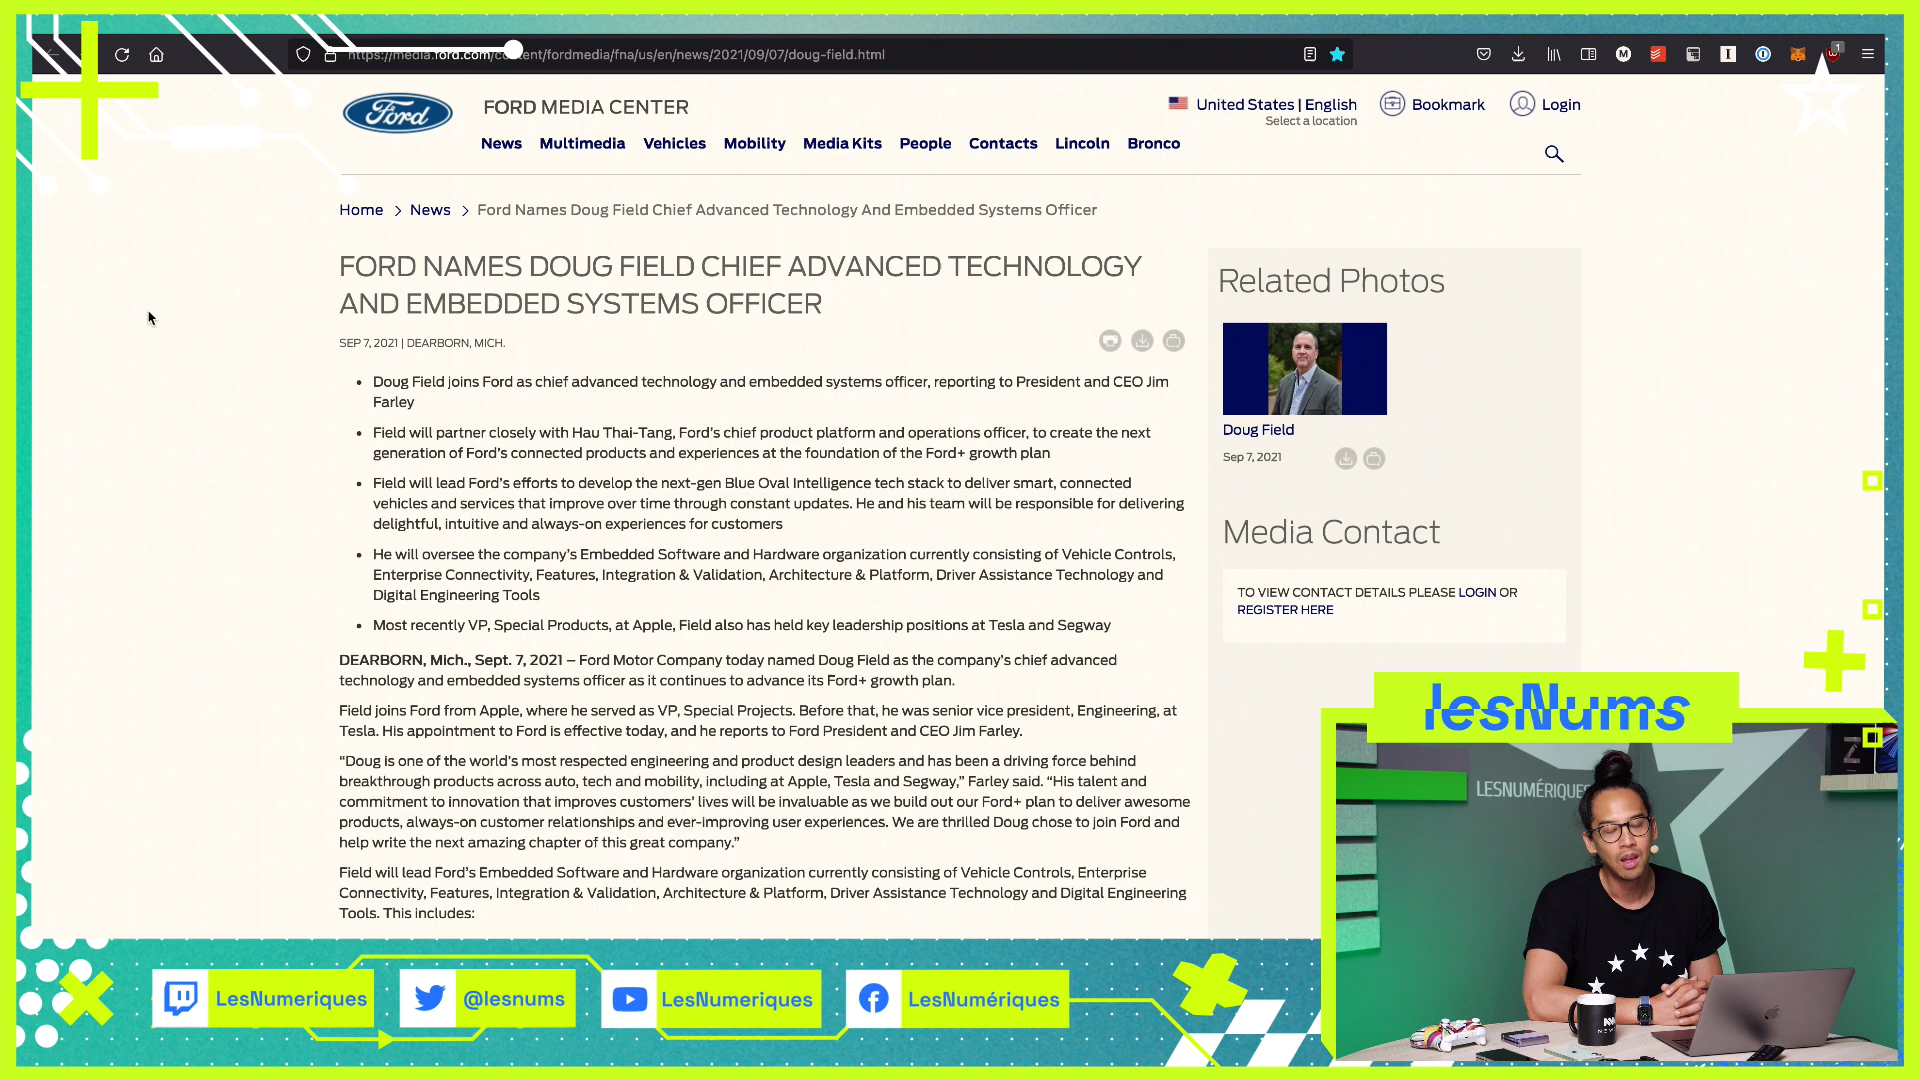 https://media.ford.com/content/fordmedia/fna/us/en/news/2021/09/07/doug-field.html
1
Ford
FORD MEDIA CENTER
United States | English
Select a location
Bookmark
Login
News
Multimedia
Vehicles
Mobility
Media Kits
People
Contacts
Lincoln
Bronco
Home > News > Ford Names Doug Field Chief Advanced Technology And Embedded Systems Officer
FORD NAMES DOUG FIELD CHIEF ADVANCED TECHNOLOGY
AND EMBEDDED SYSTEMS OFFICER
SEP 7, 2021 | DEARBORN, MICH.
• Doug Field joins Ford as chief advanced technology and embedded systems officer, reporting to President and CEO Jim
Farley
• Field will partner closely with Hau Thai-Tang, Ford's chief product platform and operations officer, to create the next
generation of Ford's connected products and experiences at the foundation of the Ford+ growth plan
• Field will lead Ford's efforts to develop the next-gen Blue Oval Intelligence tech stack to deliver smart, connected
vehicles and services that improve over time through constant updates. He and his team will be responsible for delivering
delightful, intuitive and always-on experiences for customers
• He will oversee the company's Embedded Software and Hardware organization currently consisting of Vehicle Controls,
Enterprise Connectivity, Features, Integration & Validation, Architecture & Platform, Driver Assistance Technology and
Digital Engineering Tools
• Most recently VP, Special Products, at Apple, Field also has held key leadership positions at Tesla and Segway
DEARBORN, Mich., Sept. 7, 2021 – Ford Motor Company today named Doug Field as the company's chief advanced
technology and embedded systems officer as it continues to advance its Ford+ growth plan.
Field joins Ford from Apple, where he served as VP, Special Projects. Before that, he was senior vice president, Engineering, at
Tesla. His appointment to Ford is effective today, and he reports to Ford President and CEO Jim Farley.
“Doug is one of the world's most respected engineering and product design leaders and has been a driving force behind
breakthrough products across auto, tech and mobility, including at Apple, Tesla and Segway,” Farley said. “His talent and
commitment to innovation that improves customers' lives will be invaluable as we build out our Ford+ plan to deliver awesome
products, always-on customer relationships and ever-improving user experiences. We are thrilled Doug chose to join Ford and
help write the next amazing chapter of this great company.”
Field will lead Ford's Embedded Software and Hardware organization currently consisting of Vehicle Controls, Enterprise
Connectivity, Features, Integration & Validation, Architecture & Platform, Driver Assistance Technology and Digital Engineering
Tools. This includes:
Related Photos
Doug Field
Sep 7, 2021
Media Contact
TO VIEW CONTACT DETAILS PLEASE LOGIN OR
REGISTER HERE
lesNums
LESNUMÉRIQUES
LesNumeriques
@lesnums
LesNumeriques
LesNumériques